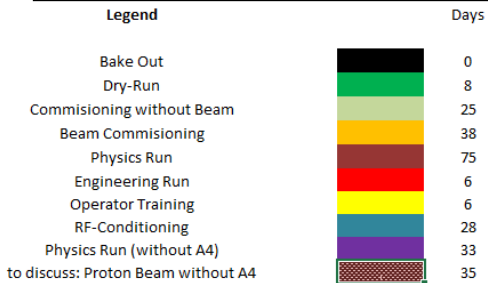 Legend Days
Bake Out 0
Dry-Run 8
Commisioning without Beam 25
Beam Commisioning 38
Physics Run 75
Engineering Run 6
Operator Training 6
RF-Conditioning 28
Physics Run (without A4) 33
to discuss: Proton Beam without A4 35